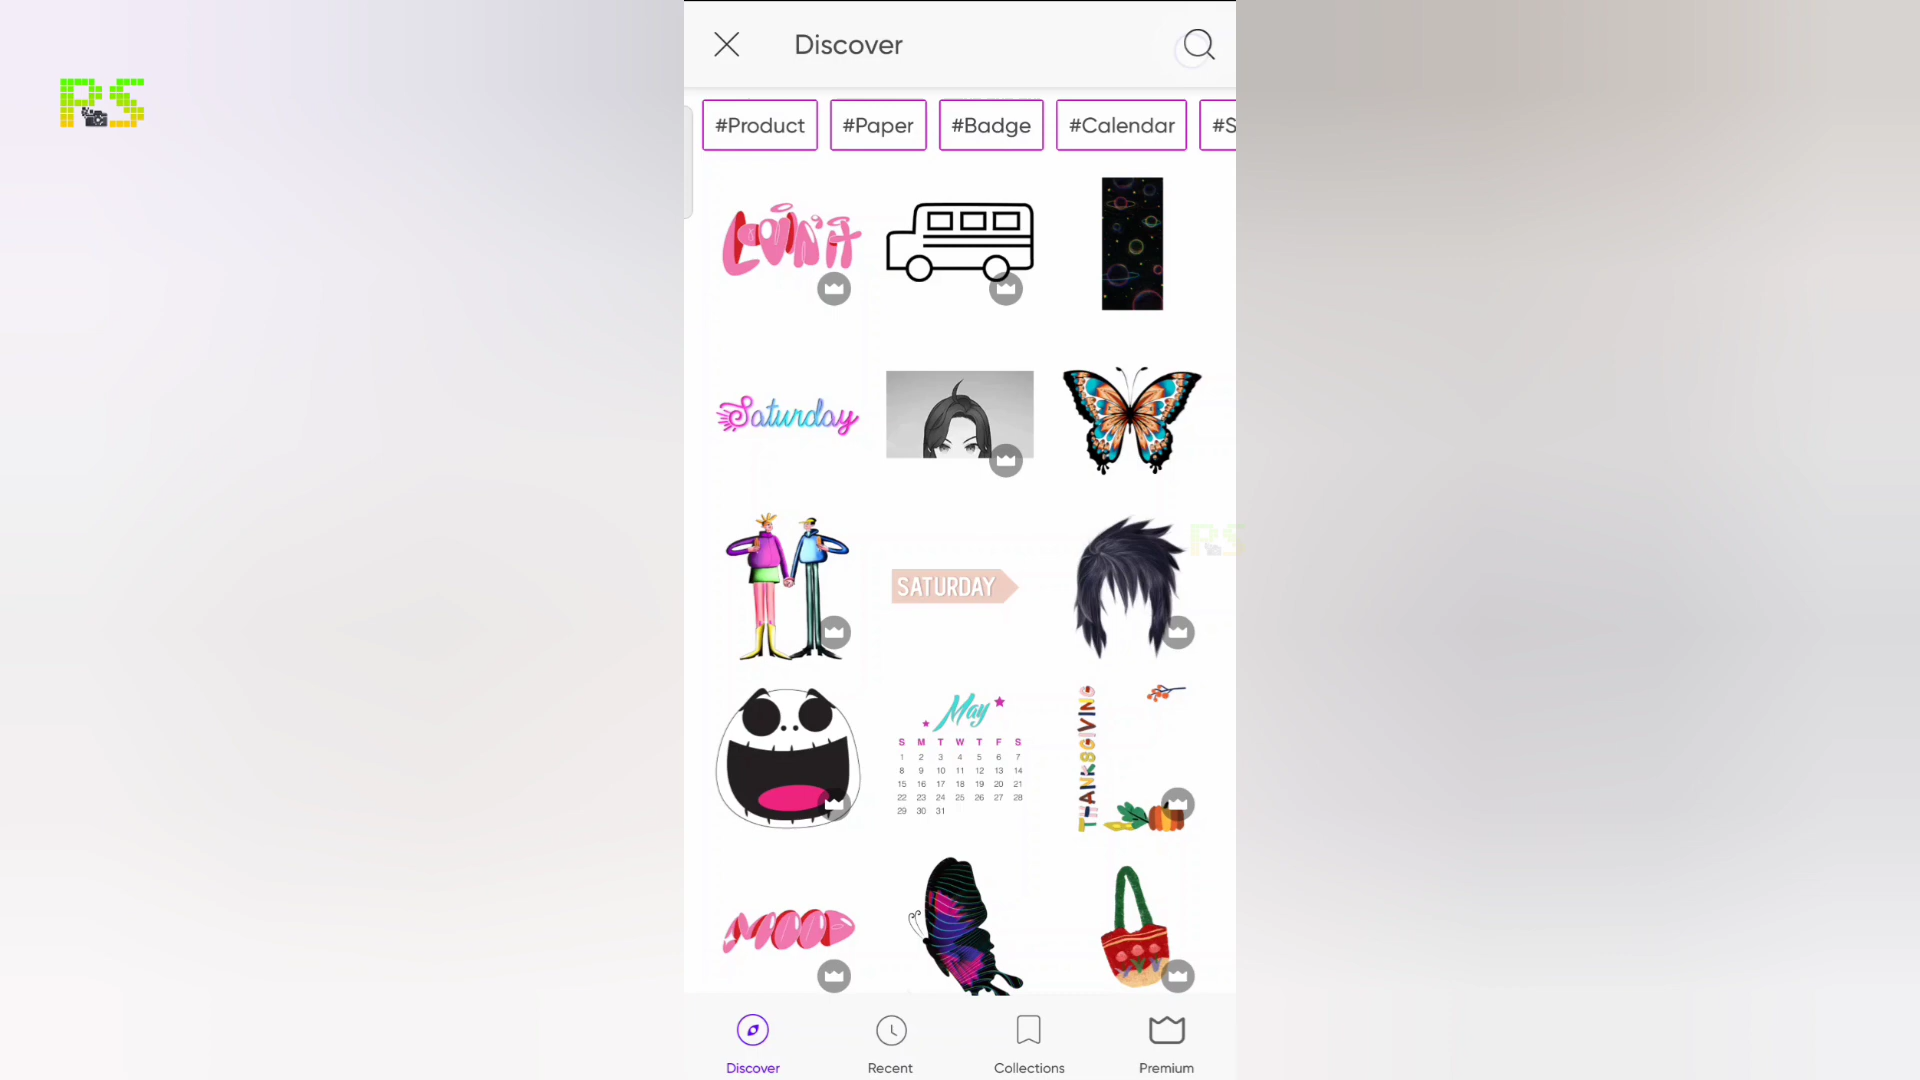 Discover
PS
#Product #Paper #Badge #Calendar #S
LOVIN' IT
Saturday
PS
SATURDAY
May
S M T W T F S
1 2 3 4 5 6 7
8 9 10 11 12 13 14
15 16 17 18 19 20 21
22 23 24 25 26 27 28
29 30 31
THANKSGIVING
MOOD
Discover Recent Collections Premium